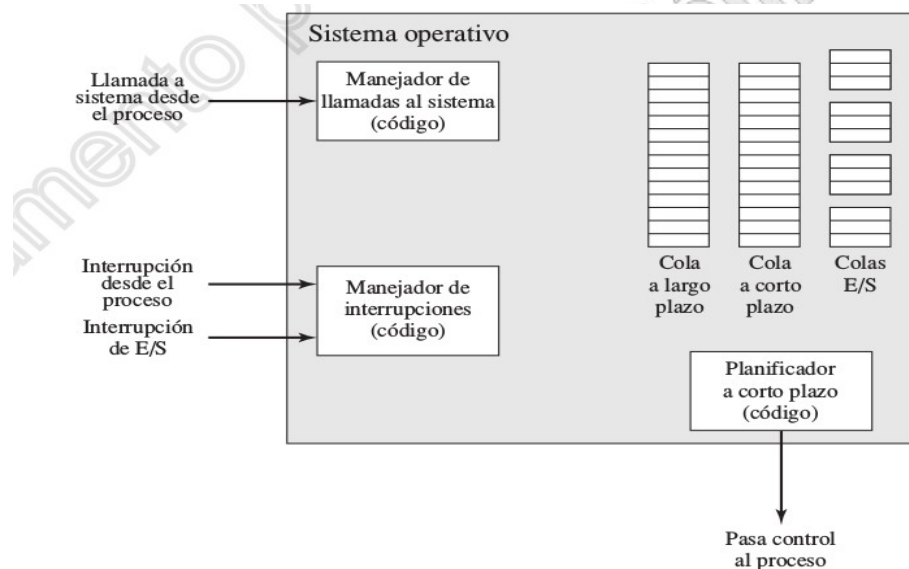 Sistema operativo
Llamada a
sistema desde
el proceso
Manejador de
llamadas al sistema
(código)
Interrupción
desde el
proceso
Interrupción
de E/S
Manejador de
interrupciones
(código)
Cola
a largo
plazo
Cola
a corto
plazo
Colas
E/S
Planificador
a corto plazo
(código)
Pasa control
al proceso